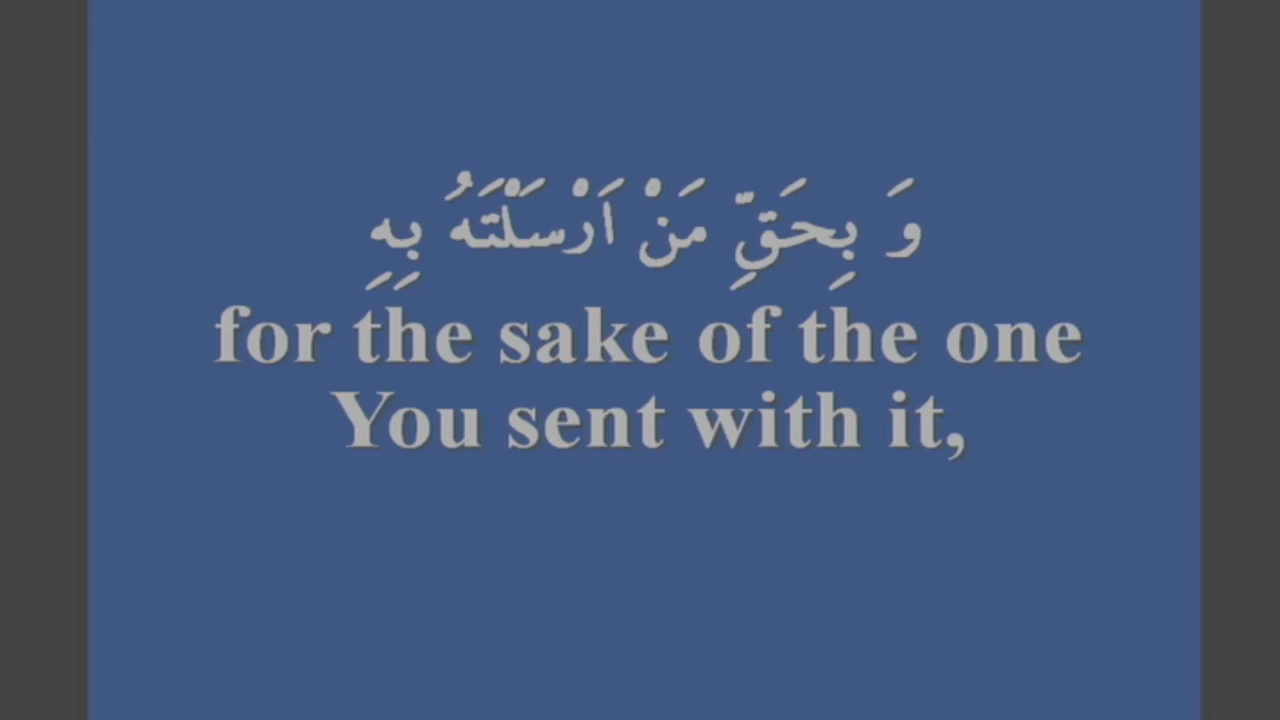 وَ بِحَقِّ مَنْ اَرْسَلْتَهُ بِهِ
for the sake of the one
You sent with it,